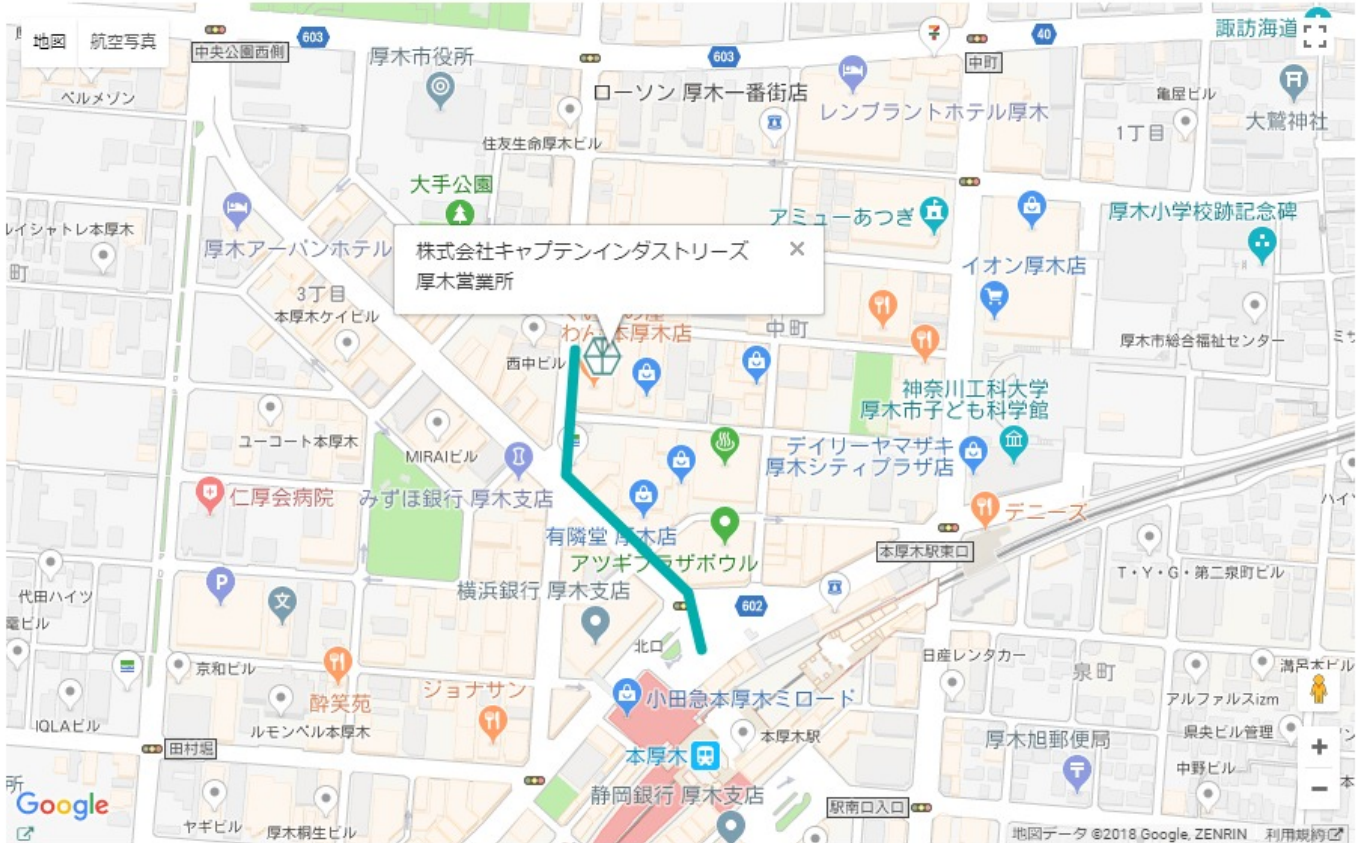 地図 航空写真
中央公園西側
603
603
40
諏訪海道
厚木市役所
中町
ベルメゾン
ローソン 厚木一番街店
レンブラントホテル厚木
亀屋ビル
大鷲神社
1丁目
住友生命厚木ビル
大手公園
アミューあつぎ
厚木小学校跡記念碑
レイシャトレ本厚木
町
厚木アーバンホテル
株式会社キャプテンインダストリーズ
厚木営業所
イオン厚木店
3丁目
本厚木ケイビル
わん 本厚木店
中町
厚木市総合福祉センター
西中ビル
神奈川工科大学
厚木市子ども科学館
ユーコート本厚木
MIRAIビル
デイリーヤマザキ
厚木シティプラザ店
仁厚会病院
みずほ銀行 厚木支店
デニーズ
有隣堂 厚木店
本厚木駅東口
アツギプラザボウル
T・Y・G・第二泉町ビル
横浜銀行 厚木支店
代田ハイツ
602
北口
京和ビル
日産レンタカー
泉町
酔笑苑
ジョナサン
小田急本厚木ミロード
アルファルスizm
IQLAビル
ルモンベル本厚木
本厚木駅
県央ビル管理
田村堀
本厚木
厚木旭郵便局
中野ビル
所
静岡銀行 厚木支店
駅南口入口
Google
ヤギビル
厚木桐生ビル
地図データ ©2018 Google, ZENRIN 利用規約